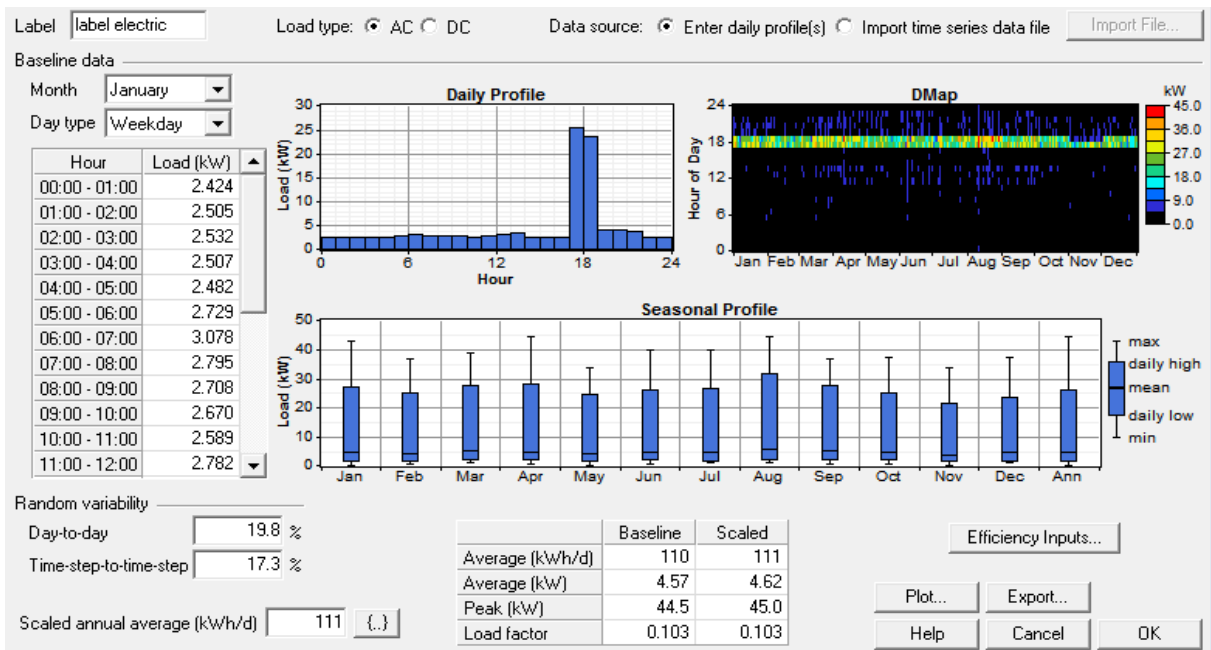 Label label electric Load type: AC DC Data source: Enter daily profile(s) Import time series data file Import File...
Baseline data
Month January
Day type Weekday
Hour Load (kW)
00:00 - 01:00 2.424
01:00 - 02:00 2.505
02:00 - 03:00 2.532
03:00 - 04:00 2.507
04:00 - 05:00 2.482
05:00 - 06:00 2.729
06:00 - 07:00 3.078
07:00 - 08:00 2.795
08:00 - 09:00 2.708
09:00 - 10:00 2.670
10:00 - 11:00 2.589
11:00 - 12:00 2.782
Daily Profile
Load (kW)
30
25
20
15
10
5
0
0 6 12 18 24
Hour
DMap
Hour of Day
24
18
12
6
0
Jan Feb Mar Apr May Jun Jul Aug Sep Oct Nov Dec
kW
45.0
36.0
27.0
18.0
9.0
0.0
Seasonal Profile
Load (kW)
50
40
30
20
10
0
Jan Feb Mar Apr May Jun Jul Aug Sep Oct Nov Dec Ann
max
daily high
mean
daily low
min
Random variability
Day-to-day 19.8 %
Time-step-to-time-step 17.3 %
Scaled annual average (kWh/d) 111 {..}
Baseline Scaled
Average (kWh/d) 110 111
Average (kW) 4.57 4.62
Peak (kW) 44.5 45.0
Load factor 0.103 0.103
Efficiency Inputs...
Plot... Export...
Help Cancel OK